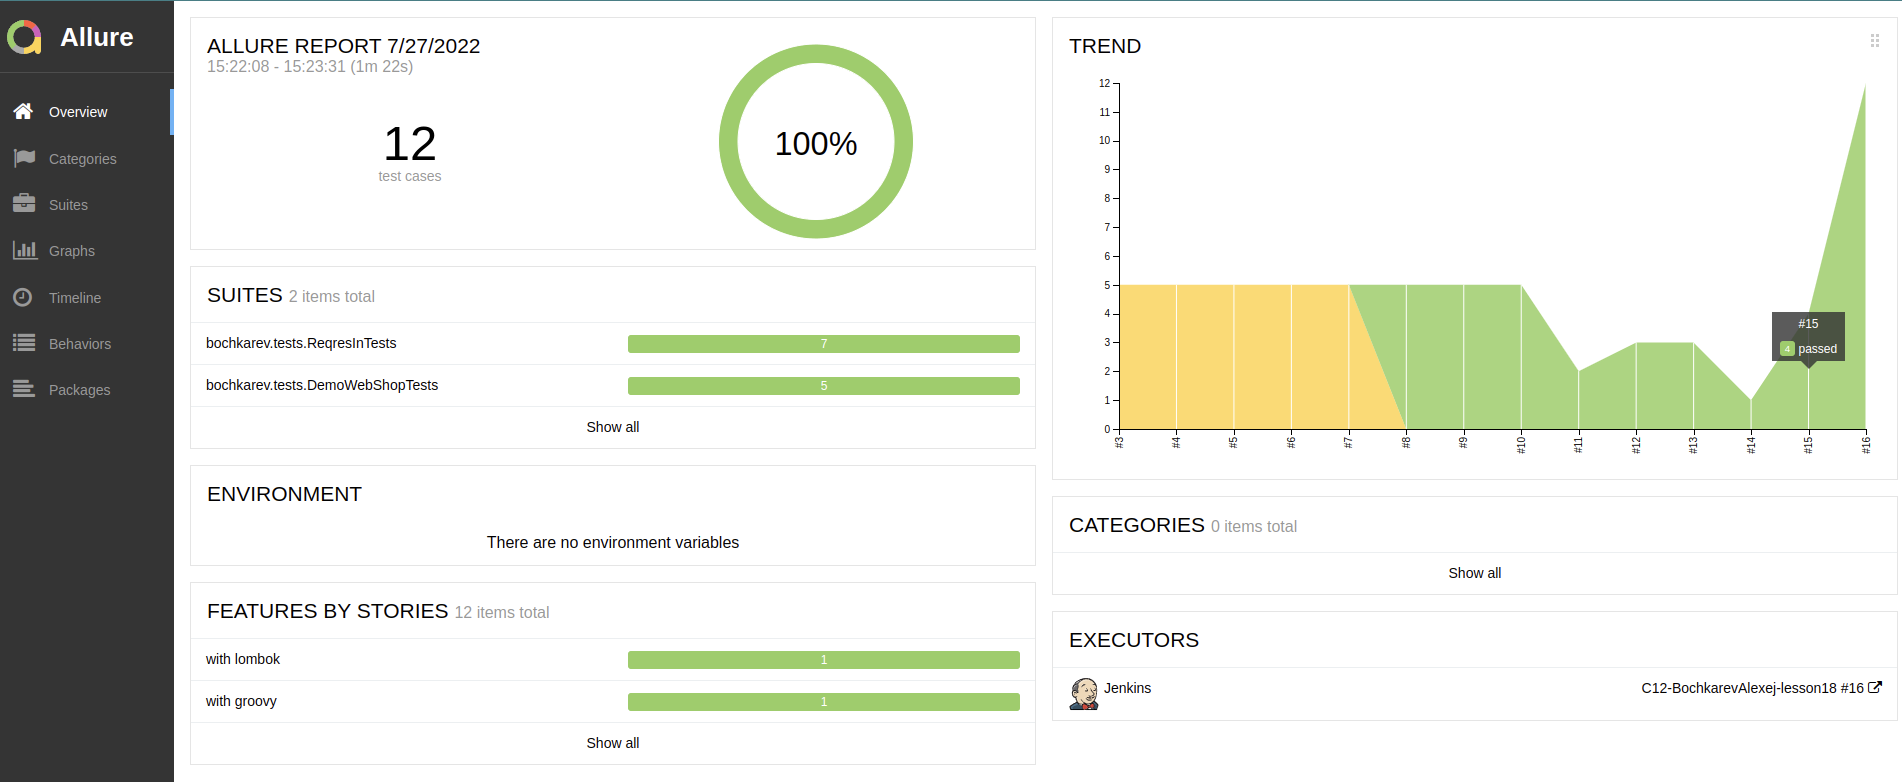 Allure
Overview
Categories
Suites
Graphs
Timeline
Behaviors
Packages
ALLURE REPORT 7/27/2022
15:22:08 - 15:23:31 (1m 22s)
12
test cases
100%
SUITES 2 items total
bochkarev.tests.ReqresInTests 7
bochkarev.tests.DemoWebShopTests 5
Show all
ENVIRONMENT
There are no environment variables
FEATURES BY STORIES 12 items total
with lombok 1
with groovy 1
Show all
TREND
12
11
10
9
8
7
6
5
4
3
2
1
0
#3 #4 #5 #6 #7 #8 #9 #10 #11 #12 #13 #14 #15 #16
#15
4 passed
CATEGORIES 0 items total
Show all
EXECUTORS
Jenkins C12-BochkarevAlexej-lesson18 #16